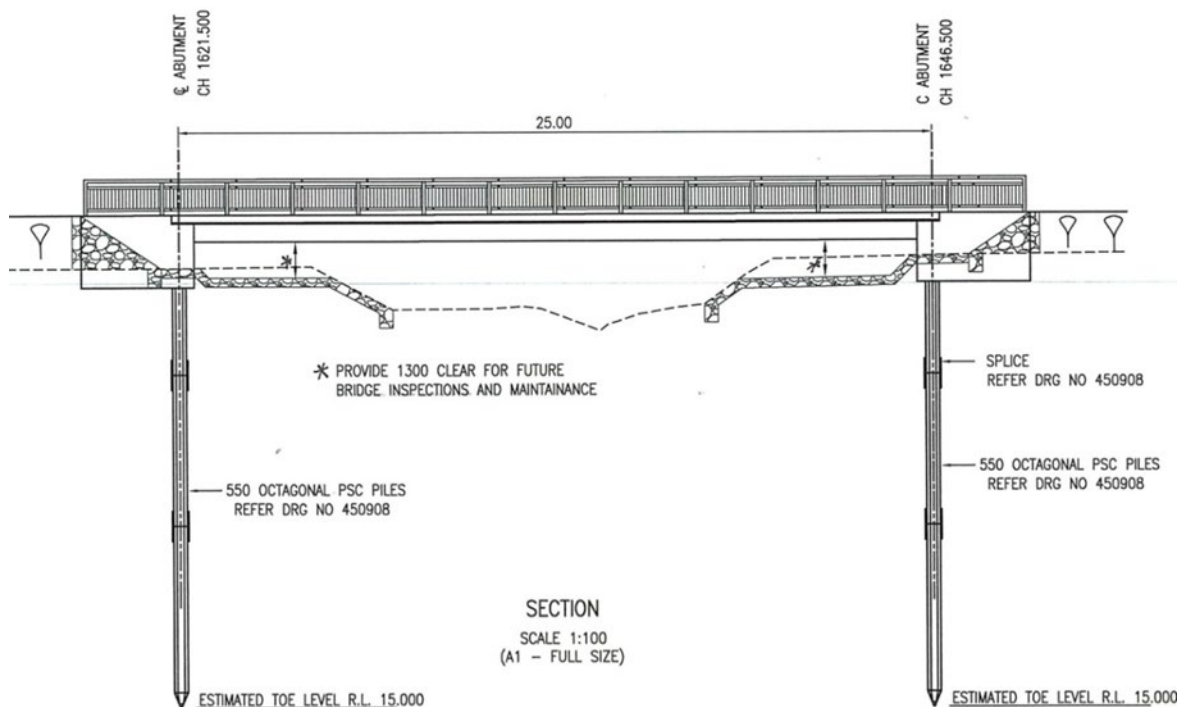 ℄ ABUTMENT
CH 1621.500
C ABUTMENT
CH 1646.500
25.00
* PROVIDE 1300 CLEAR FOR FUTURE
BRIDGE INSPECTIONS AND MAINTAINANCE
SPLICE
REFER DRG NO 450908
550 OCTAGONAL PSC PILES
REFER DRG NO 450908
550 OCTAGONAL PSC PILES
REFER DRG NO 450908
SECTION
SCALE 1:100
(A1 - FULL SIZE)
ESTIMATED TOE LEVEL R.L. 15.000
ESTIMATED TOE LEVEL R.L. 15.000